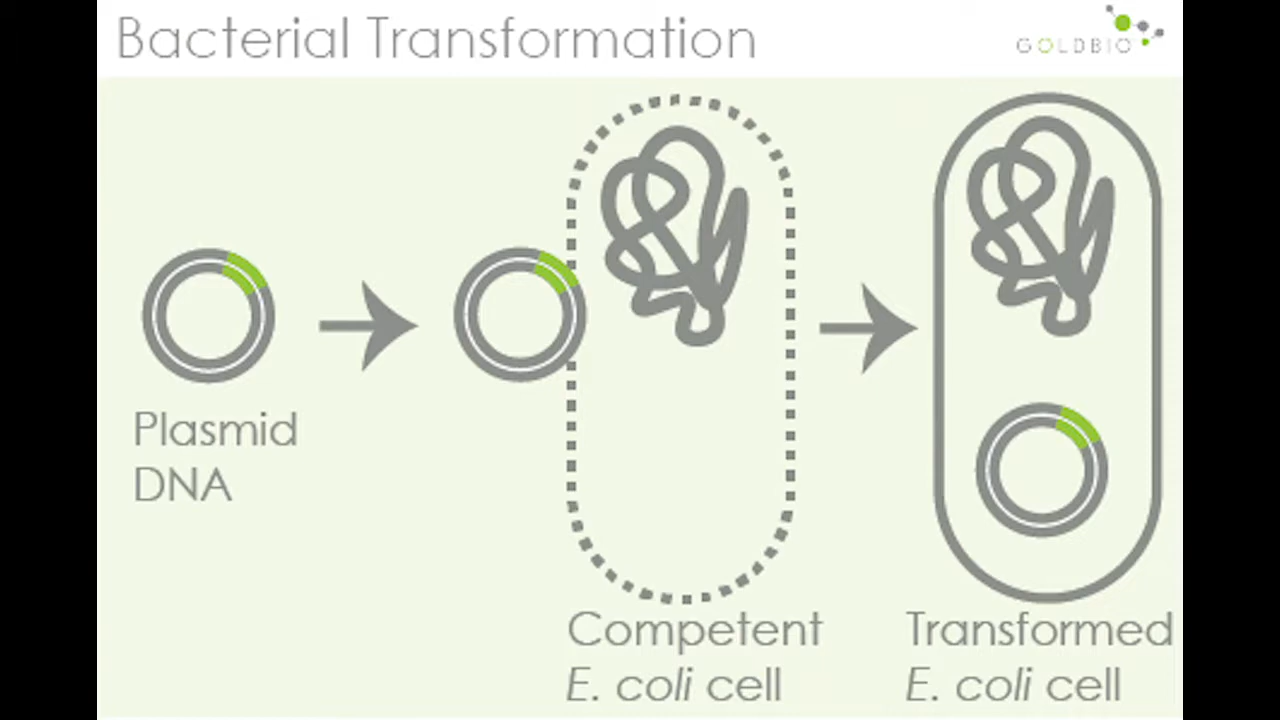 Bacterial Transformation
GOLDBIO
Plasmid
DNA
Competent
E. coli cell
Transformed
E. coli cell